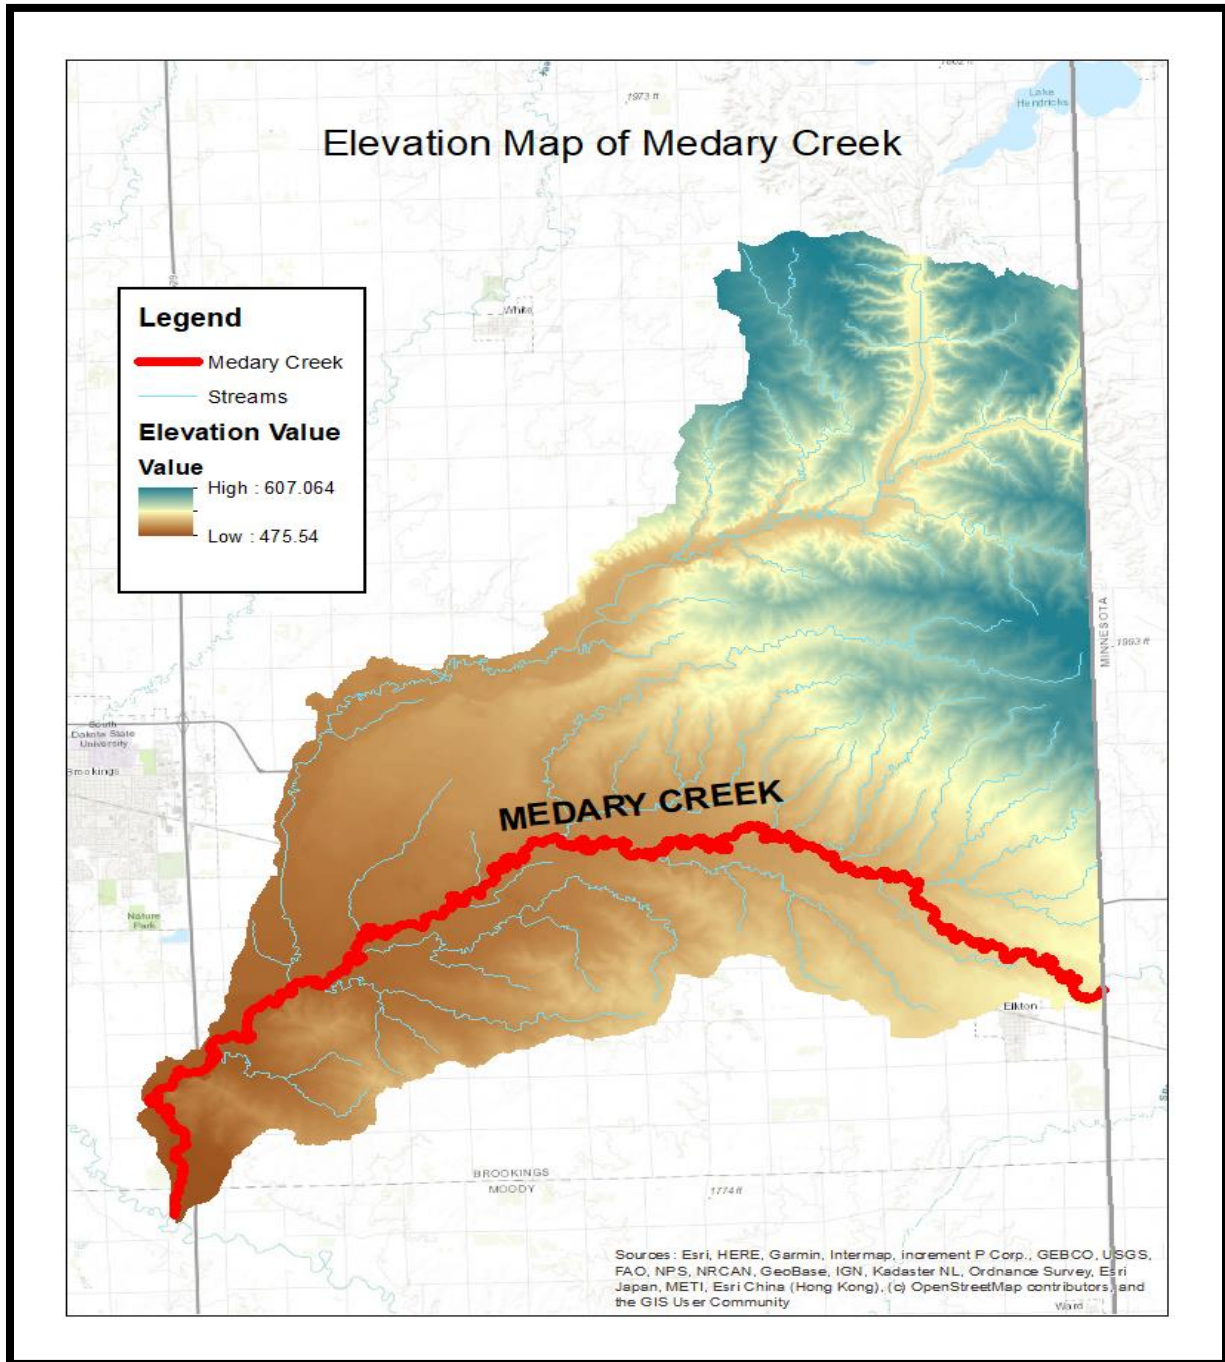 1973 ft
Lake
Hendricks
Elevation Map of Medary Creek
White
Legend
Medary Creek
Streams
Elevation Value
Value
High : 607.064
Low : 475.54
MINNESOTA
1993 ft
South
Dakota State
University
Brookings
MEDARY CREEK
Nature
Park
Elkton
BROOKINGS
MOODY
1774 ft
Sources: Esri, HERE, Garmin, Intermap, increment P Corp., GEBCO, USGS,
FAO, NPS, NRCAN, GeoBase, IGN, Kadaster NL, Ordnance Survey, Esri
Japan, METI, Esri China (Hong Kong), (c) OpenStreetMap contributors, and
the GIS User Community
Ward